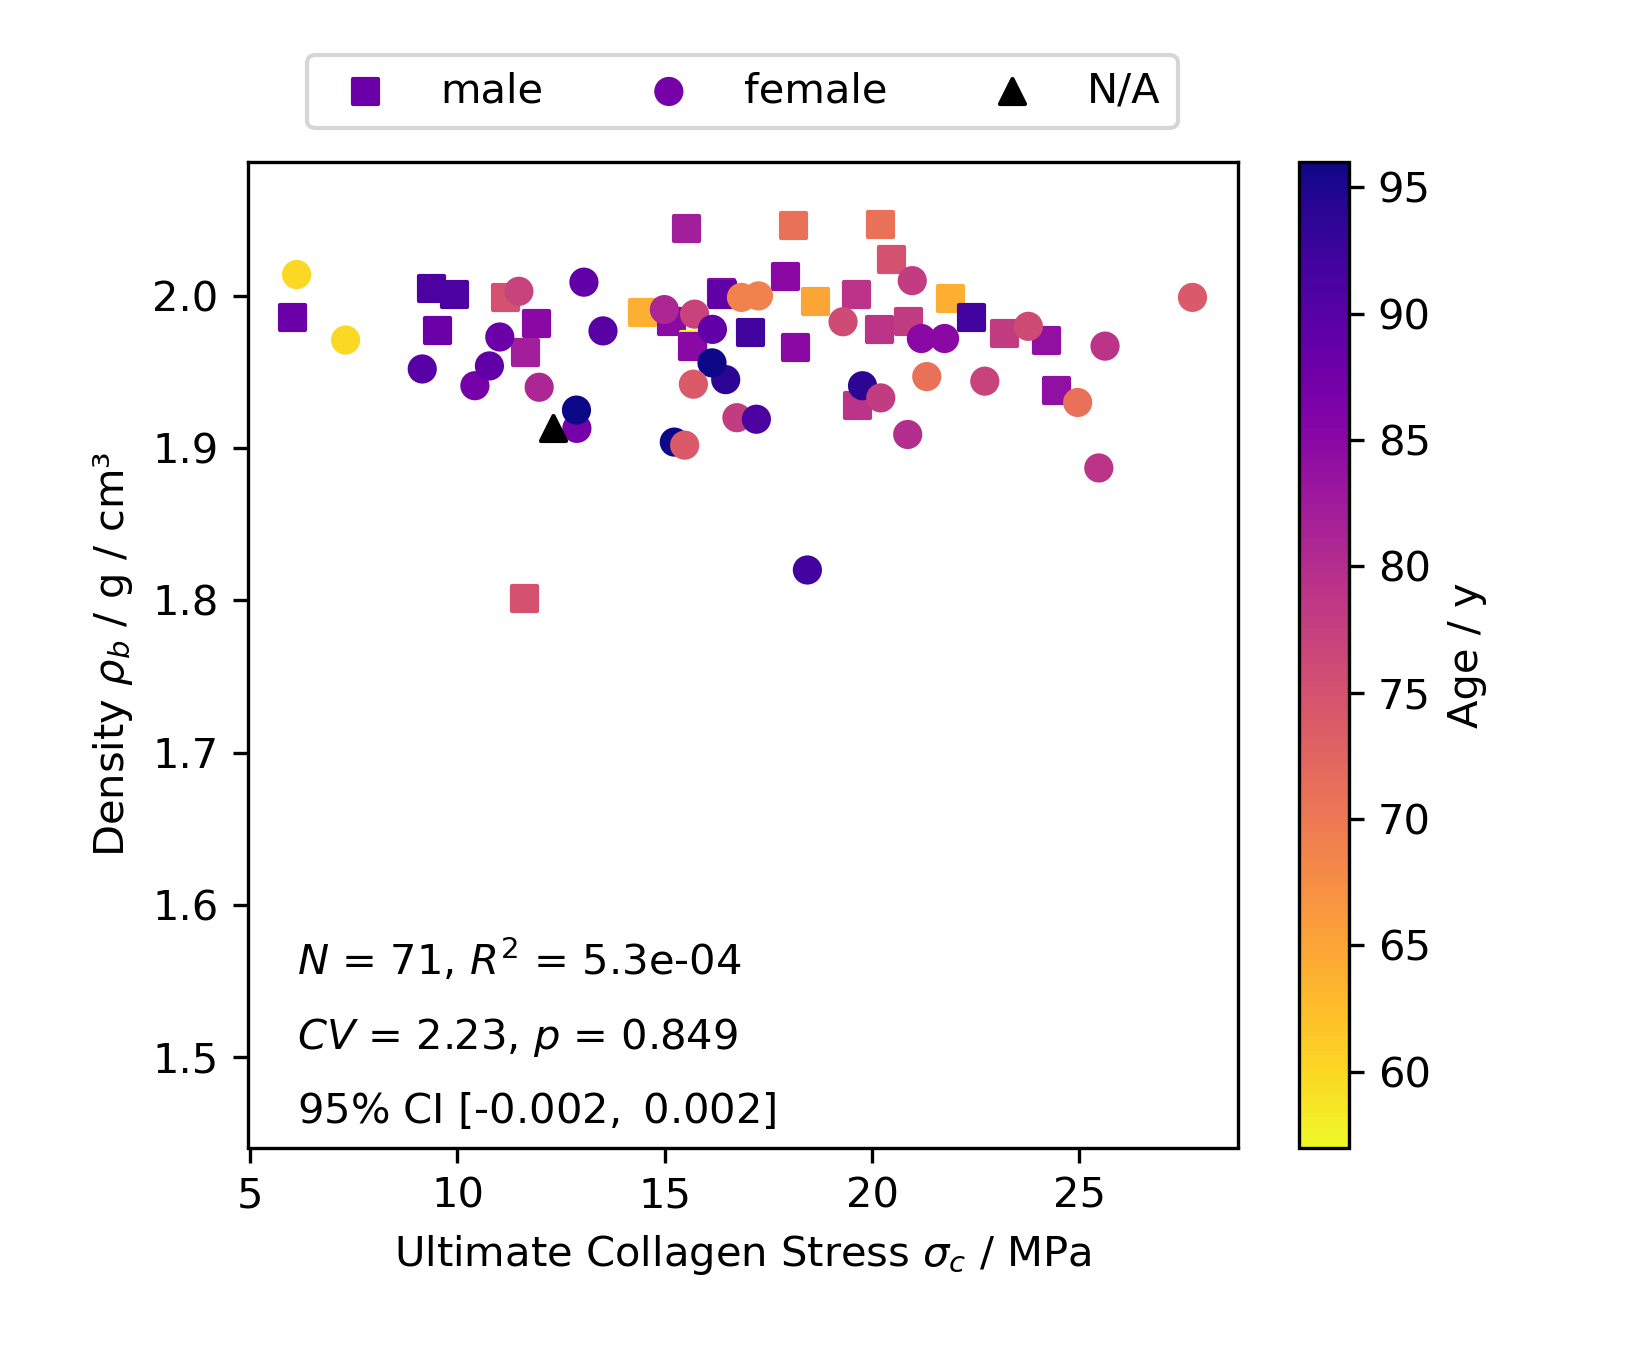 male female N/A
2.0
1.9
1.8
1.7
1.6
1.5
Density ρb / g / cm³
N = 71, R² = 5.3e-04
CV = 2.23, p = 0.849
95% CI [-0.002, 0.002]
5 10 15 20 25
Ultimate Collagen Stress σc / MPa
95
90
85
80
75
70
65
60
Age / y